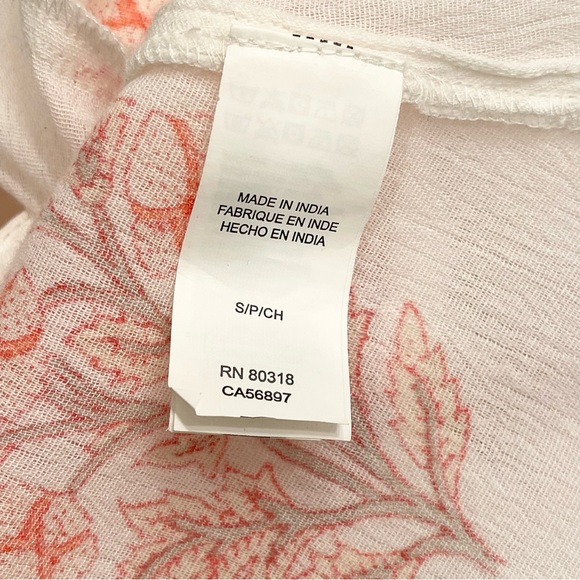 MADE IN INDIA
FABRIQUE EN INDE
HECHO EN INDIA
S/P/CH
RN 80318
CA56897